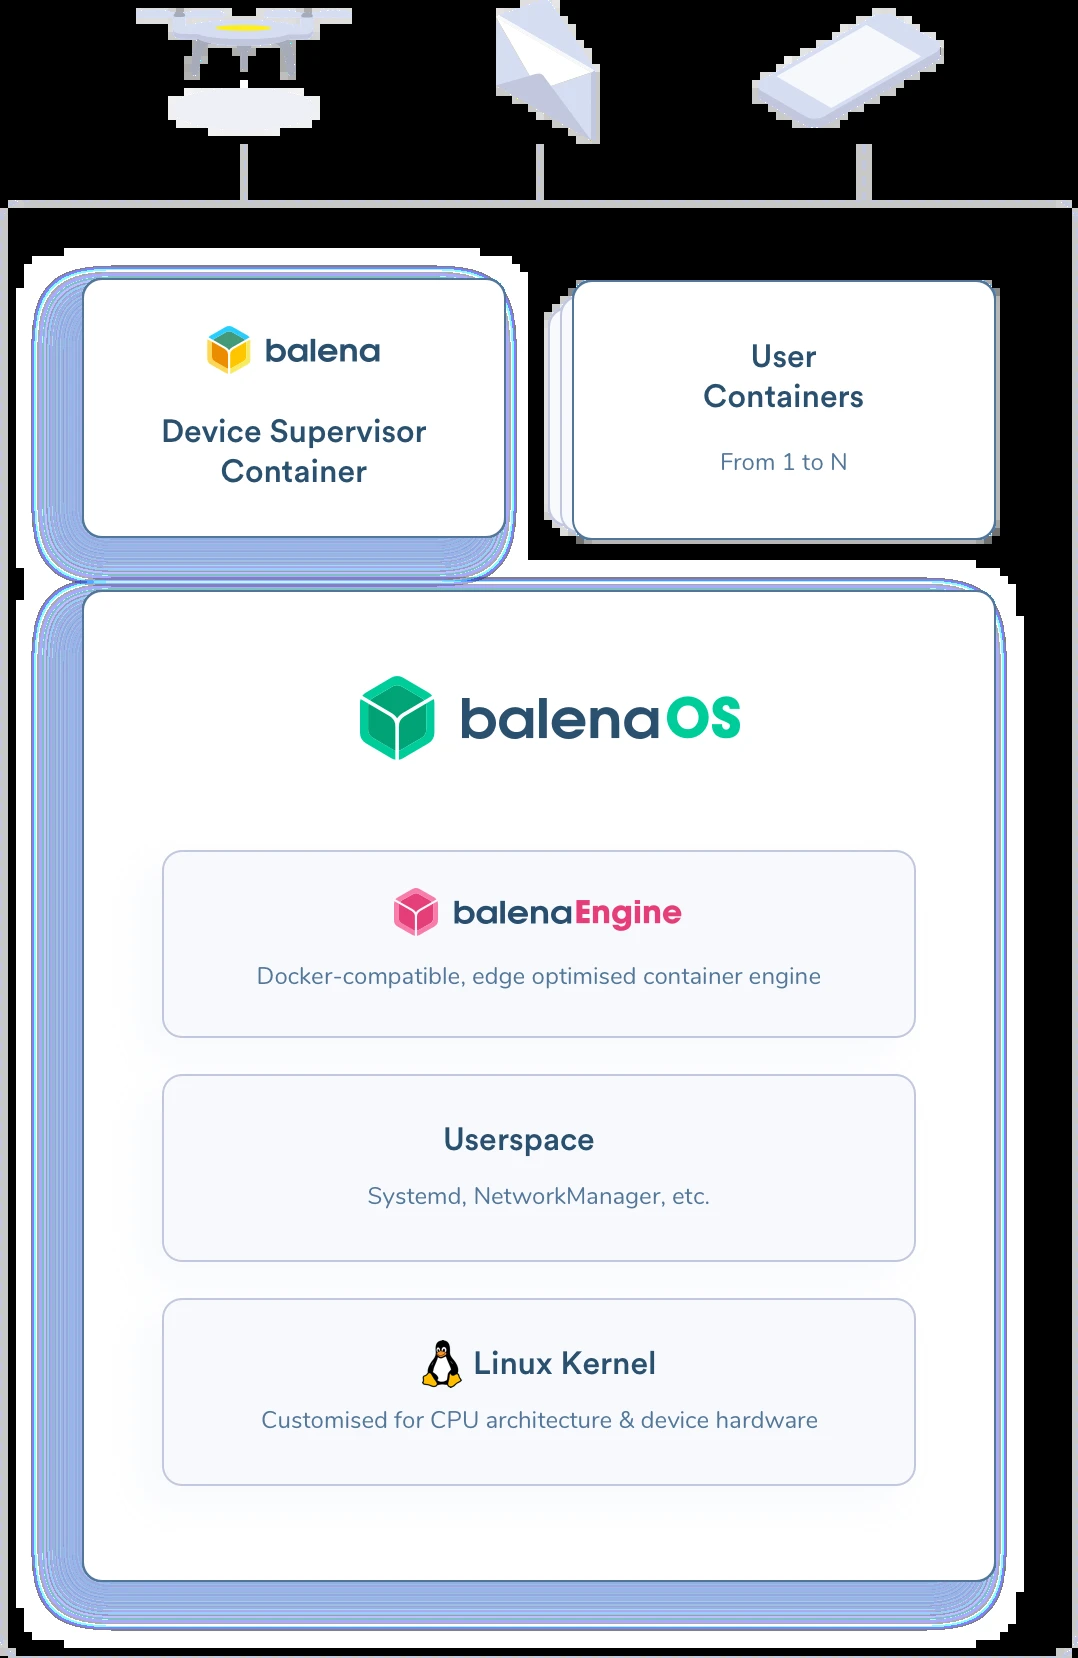 balena
Device Supervisor
Container
User
Containers
From 1 to N
balenaOS
balenaEngine
Docker-compatible, edge optimised container engine
Userspace
Systemd, NetworkManager, etc.
Linux Kernel
Customised for CPU architecture & device hardware